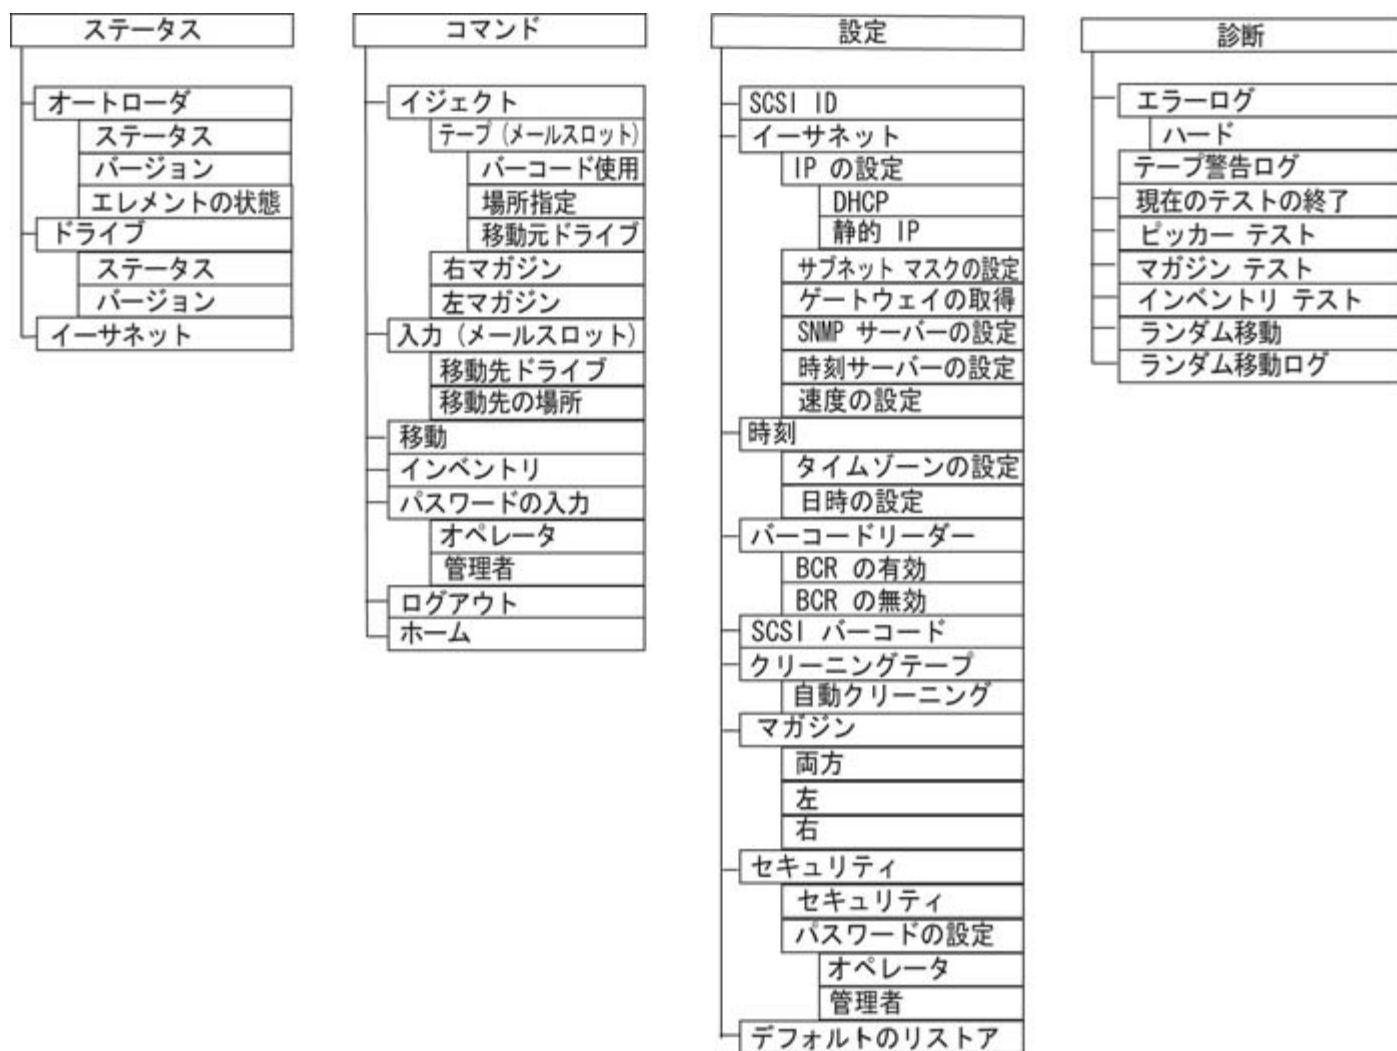 ステータス
オートローダ
ステータス
バージョン
エレメントの状態
ドライブ
ステータス
バージョン
イーサネット
コマンド
イジェクト
テープ (メールスロット)
バーコード使用
場所指定
移動元ドライブ
右マガジン
左マガジン
入力 (メールスロット)
移動先ドライブ
移動先の場所
移動
インベントリ
パスワードの入力
オペレータ
管理者
ログアウト
ホーム
設定
SCSI ID
イーサネット
IP の設定
DHCP
静的 IP
サブネット マスクの設定
ゲートウェイの取得
SNMP サーバーの設定
時刻サーバーの設定
速度の設定
時刻
タイムゾーンの設定
日時の設定
バーコードリーダー
BCR の有効
BCR の無効
SCSI バーコード
クリーニングテープ
自動クリーニング
マガジン
両方
左
右
セキュリティ
セキュリティ
パスワードの設定
オペレータ
管理者
デフォルトのリストア
診断
エラーログ
ハード
テープ警告ログ
現在のテストの終了
ピッカー テスト
マガジン テスト
インベントリ テスト
ランダム移動
ランダム移動ログ